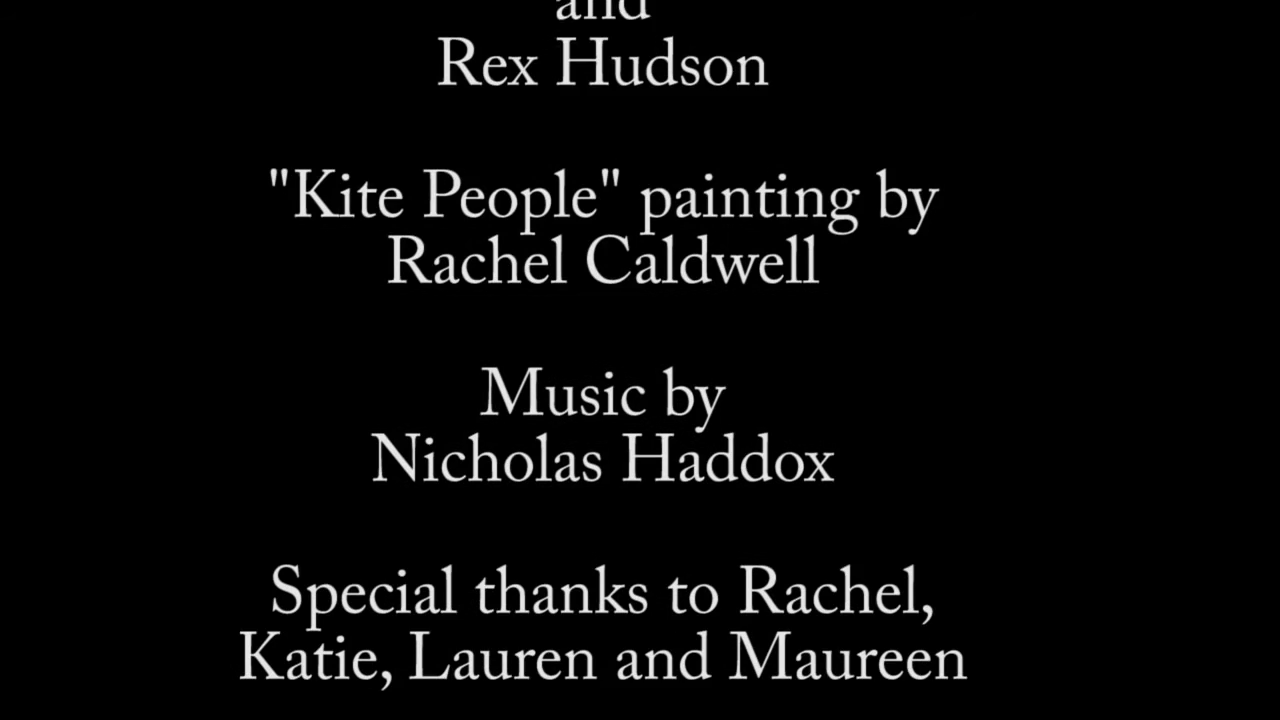 and
Rex Hudson
"Kite People" painting by
Rachel Caldwell
Music by
Nicholas Haddox
Special thanks to Rachel,
Katie, Lauren and Maureen